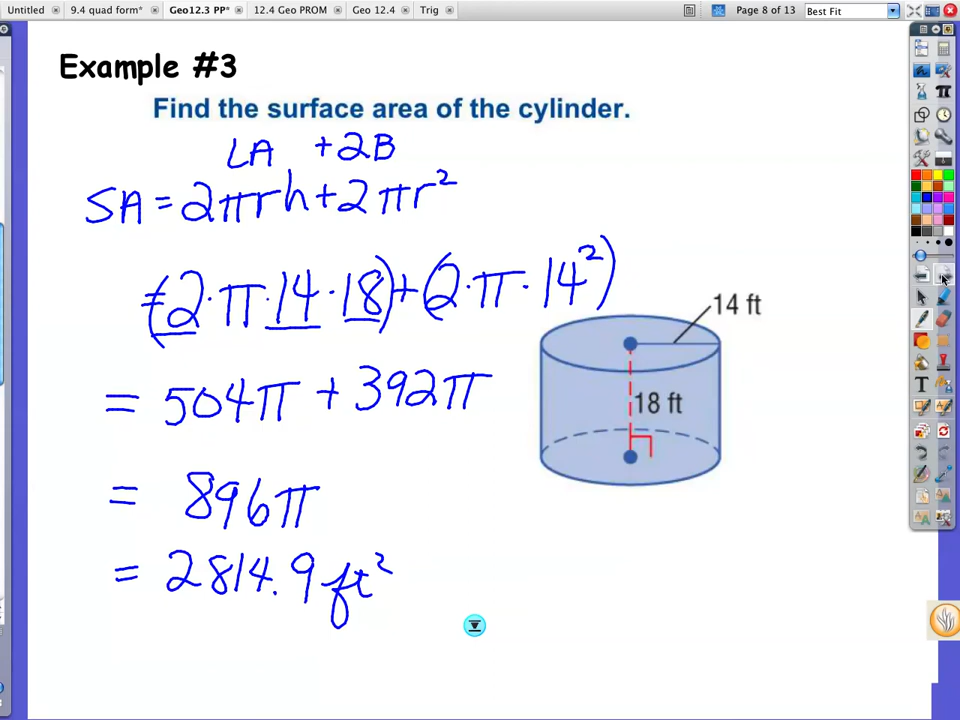 Untitled 9.4 quad form* Geo12.3 PP* 12.4 Geo PROM Geo 12.4 Trig Page 8 of 13 Best Fit
Example #3
Find the surface area of the cylinder.
LA + 2B
SA = 2πrh + 2πr²
= (2·π·14·18) + (2·π·14²)
14 ft
18 ft
= 504π + 392π
= 896π
= 2814.9 ft²